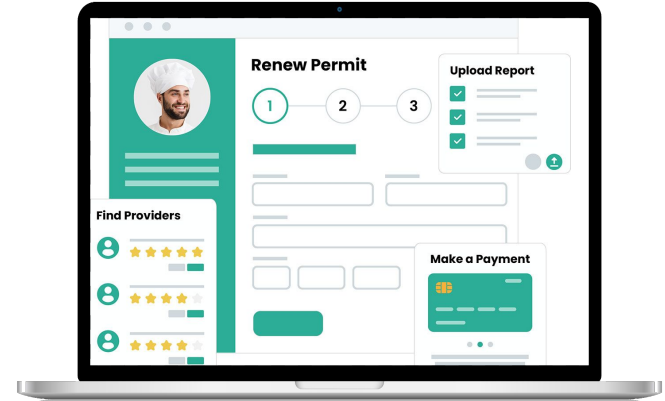 Renew Permit
1
2
3
Upload Report
Find Providers
Make a Payment